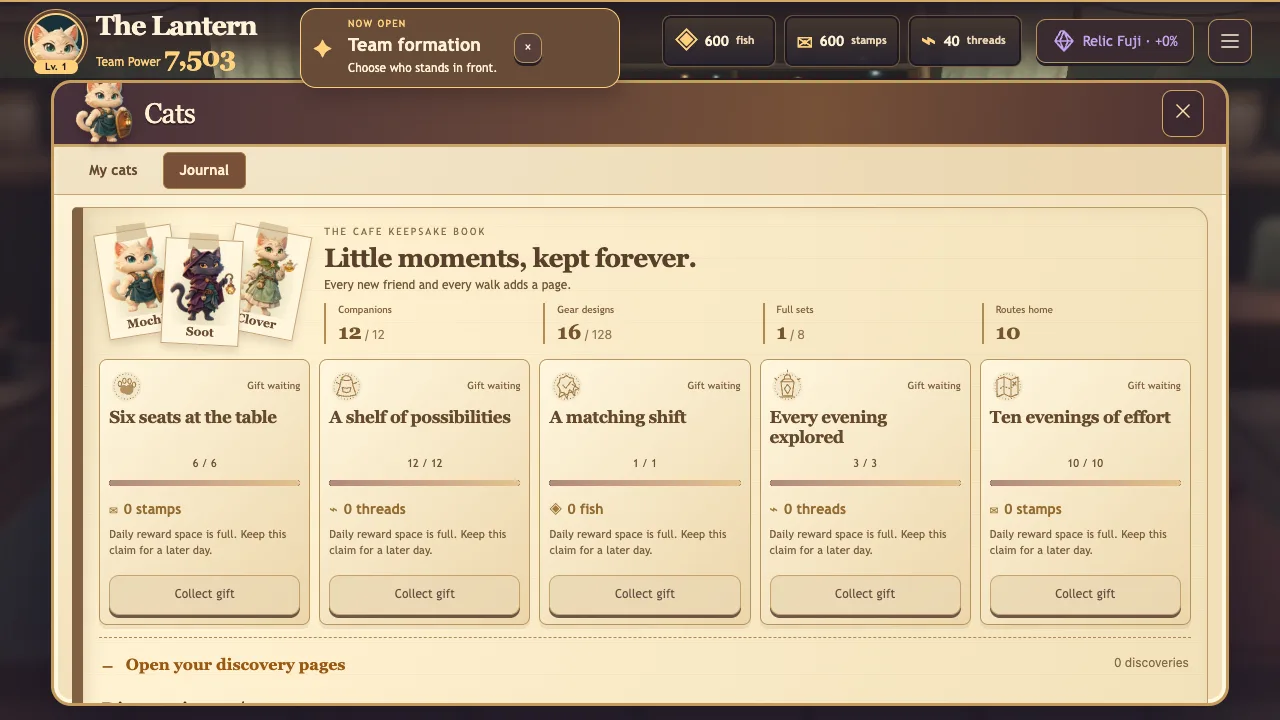 The Lantern
Team Power 7,503
Lv. 1
NOW OPEN
Team formation
Choose who stands in front.
×
600 fish
600 stamps
40 threads
Relic Fuji · +0%
Cats
My cats
Journal
Moch
Soot
Clover
THE CAFE KEEPSAKE BOOK
Little moments, kept forever.
Every new friend and every walk adds a page.
Companions
12 / 12
Gear designs
16 / 128
Full sets
1 / 8
Routes home
10
Gift waiting
Six seats at the table
6 / 6
0 stamps
Daily reward space is full. Keep this
claim for a later day.
Collect gift
Gift waiting
A shelf of possibilities
12 / 12
0 threads
Daily reward space is full. Keep this
claim for a later day.
Collect gift
Gift waiting
A matching shift
1 / 1
0 fish
Daily reward space is full. Keep this
claim for a later day.
Collect gift
Gift waiting
Every evening
explored
3 / 3
0 threads
Daily reward space is full. Keep this
claim for a later day.
Collect gift
Gift waiting
Ten evenings of effort
10 / 10
0 stamps
Daily reward space is full. Keep this
claim for a later day.
Collect gift
– Open your discovery pages
0 discoveries